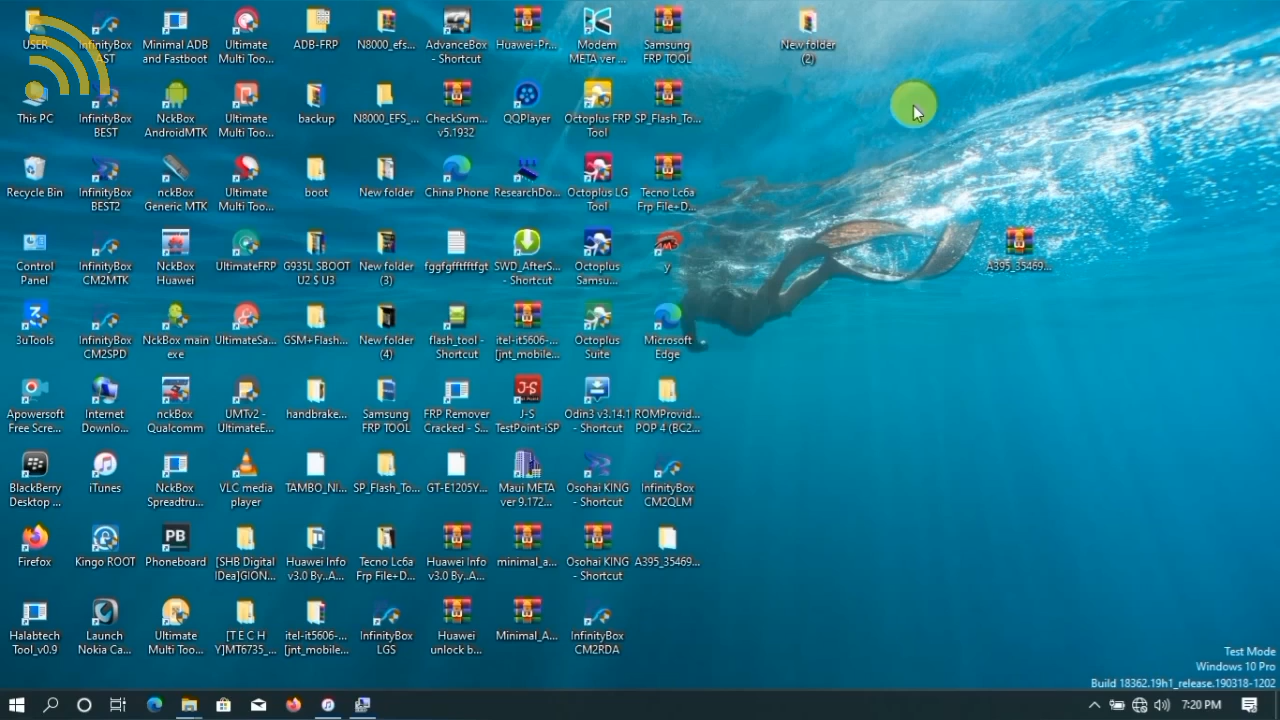 USER
InfinityBox
AST
Minimal ADB
and Fastboot
Ultimate
Multi Too...
ADB-FRP
N8000_efs...
AdvanceBox
- Shortcut
Huawei-Pr...
Modem
META ver ...
Samsung
FRP TOOL
New folder
(2)
This PC
InfinityBox
BEST
NckBox
AndroidMTK
Ultimate
Multi Too...
backup
N8000_EFS_...
CheckSum...
v5.1932
QQPlayer
Octoplus FRP
Tool
SP_Flash_To...
Recycle Bin
InfinityBox
BEST2
nckBox
Generic MTK
Ultimate
Multi Too...
boot
New folder
China Phone
ResearchDo...
Octoplus LG
Tool
Tecno Lc6a
Frp File+D...
Control
Panel
InfinityBox
CM2MTK
NckBox
Huawei
UltimateFRP
G935L SBOOT
U2 $ U3
New folder
(3)
fggfgfftfftfgt
SWD_AfterS...
- Shortcut
Octoplus
Samsu...
y
A395_35469...
3uTools
InfinityBox
CM2SPD
NckBox main
exe
UltimateSa...
GSM+Flash...
New folder
(4)
flash_tool -
Shortcut
itel-it5606-...
[jnt_mobile...
Octoplus
Suite
Microsoft
Edge
Apowersoft
Free Scre...
Internet
Downlo...
nckBox
Qualcomm
UMTv2 -
UltimateE...
handbrake...
Samsung
FRP TOOL
FRP Remover
Cracked - S...
J-S
J-S
TestPoint-iSP
Odin3 v3.14.1
- Shortcut
ROMProvid...
POP 4 (BC2...
BlackBerry
Desktop ...
iTunes
NckBox
Spreadtru...
VLC media
player
TAMBO_NI...
SP_Flash_To...
GT-E1205Y...
Maui META
ver 9.172...
Osohai KING
- Shortcut
InfinityBox
CM2QLM
Firefox
Kingo ROOT
PB
Phoneboard
[SHB Digital
IDea]GION...
Huawei Info
v3.0 By..A...
Tecno Lc6a
Frp File+D...
Huawei Info
v3.0 By..A...
minimal_a...
Osohai KING
- Shortcut
A395_35469...
Halabtech
Tool_v0.9
Launch
Nokia Ca...
Ultimate
Multi Too...
[T E C H
Y]MT6735_...
itel-it5606-...
[jnt_mobile...
InfinityBox
LGS
Huawei
unlock b...
Minimal_A...
InfinityBox
CM2RDA
Test Mode
Windows 10 Pro
Build 18362.19h1_release.190318-1202
7:20 PM